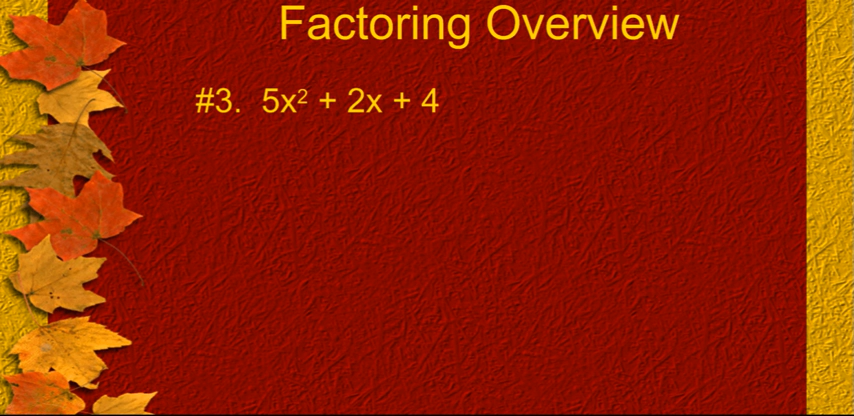 Factoring Overview
#3. 5x² + 2x + 4